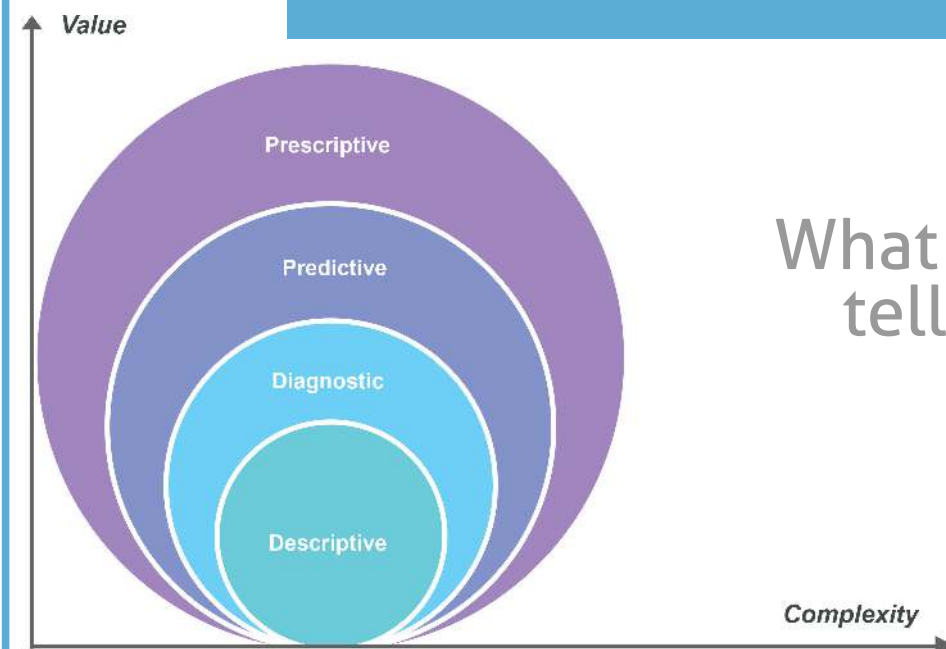 Value
Prescriptive
Predictive
What
tell
Diagnostic
Descriptive
Complexity